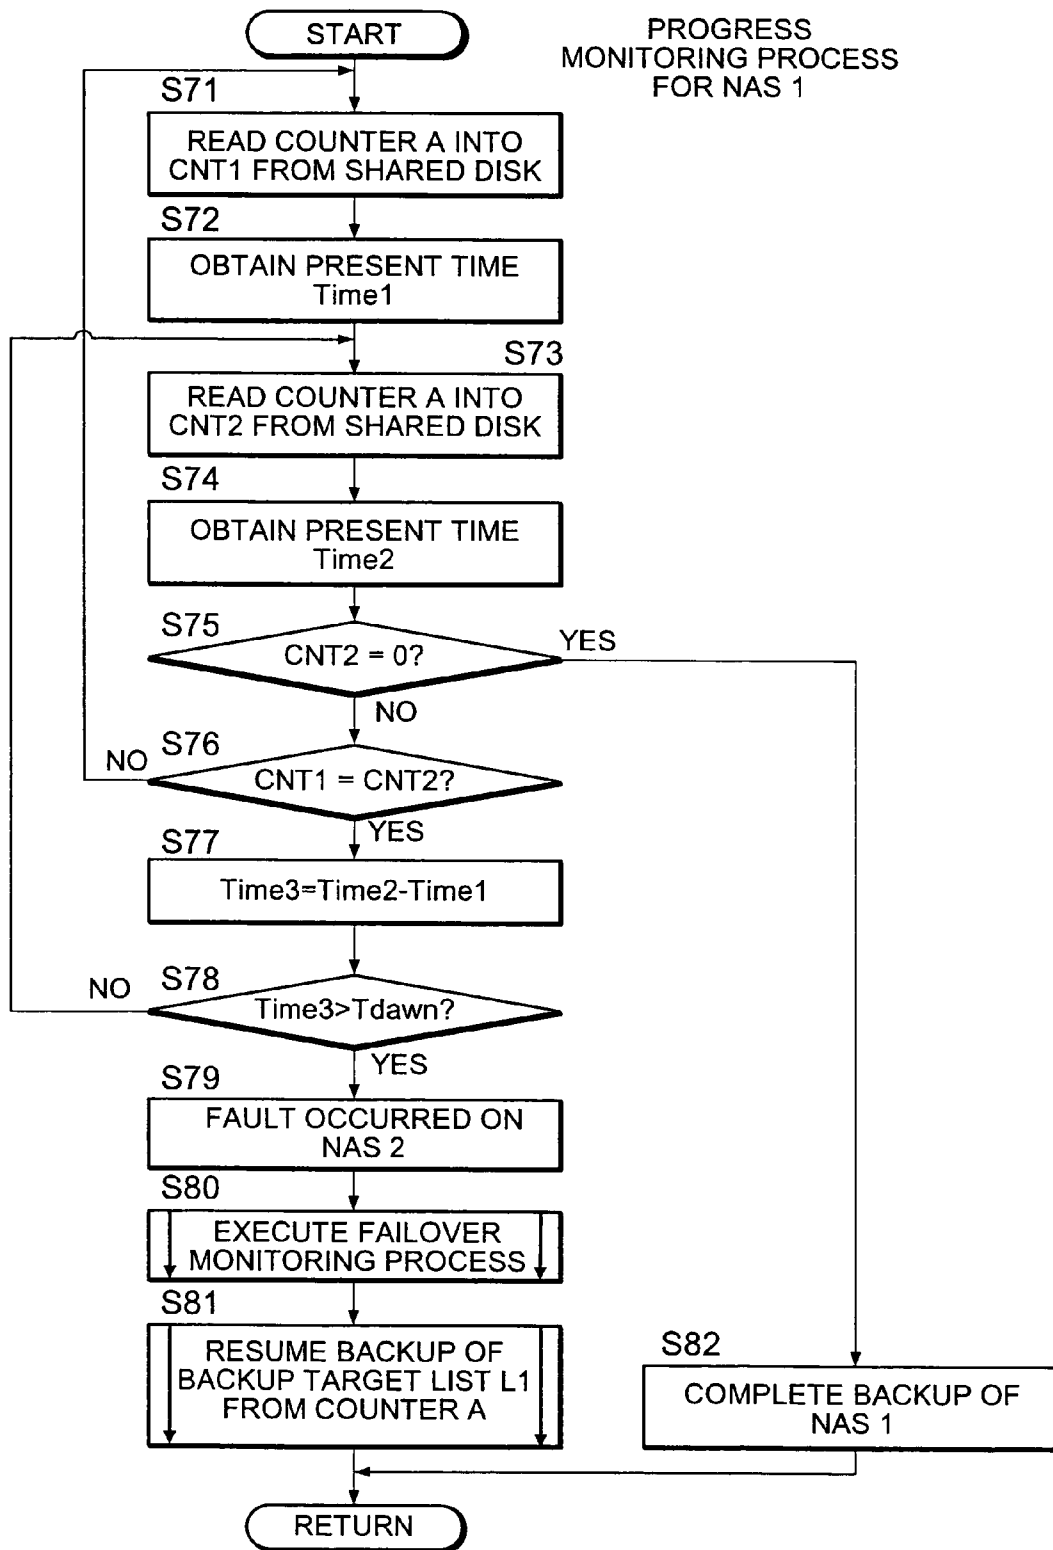 START
PROGRESS
MONITORING PROCESS
FOR NAS 1
S71
READ COUNTER A INTO
CNT1 FROM SHARED DISK
S72
OBTAIN PRESENT TIME
Time1
S73
READ COUNTER A INTO
CNT2 FROM SHARED DISK
S74
OBTAIN PRESENT TIME
Time2
S75
CNT2 = 0?
YES
NO
S76
NO
CNT1 = CNT2?
YES
S77
Time3=Time2-Time1
S78
NO
Time3>Tdawn?
YES
S79
FAULT OCCURRED ON
NAS 2
S80
EXECUTE FAILOVER
MONITORING PROCESS
S81
RESUME BACKUP OF
BACKUP TARGET LIST L1
FROM COUNTER A
S82
COMPLETE BACKUP OF
NAS 1
RETURN